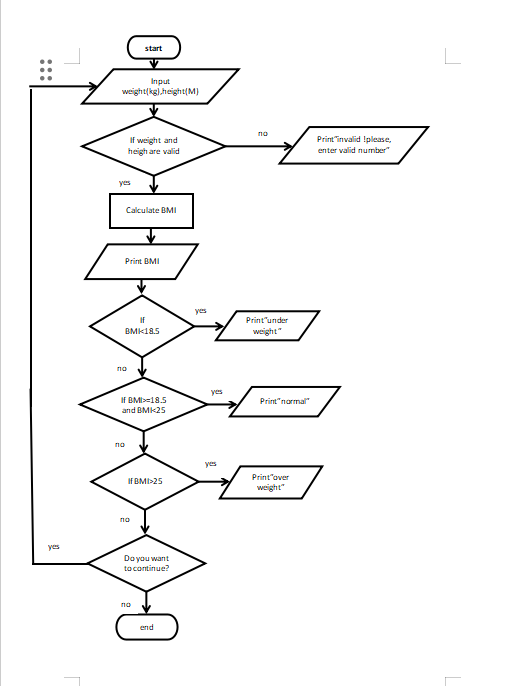 start
Input
weight(kg),height(M)
If weight and
heigh are valid
no
Print"invalid !please,
enter valid number"
yes
Calculate BMI
Print BMI
If
BMI<18.5
yes
Print"under
weight"
no
If BMI>=18.5
and BMI<25
yes
Print"normal"
no
If BMI>25
yes
Print"over
weight"
no
Do you want
to continue?
yes
no
end